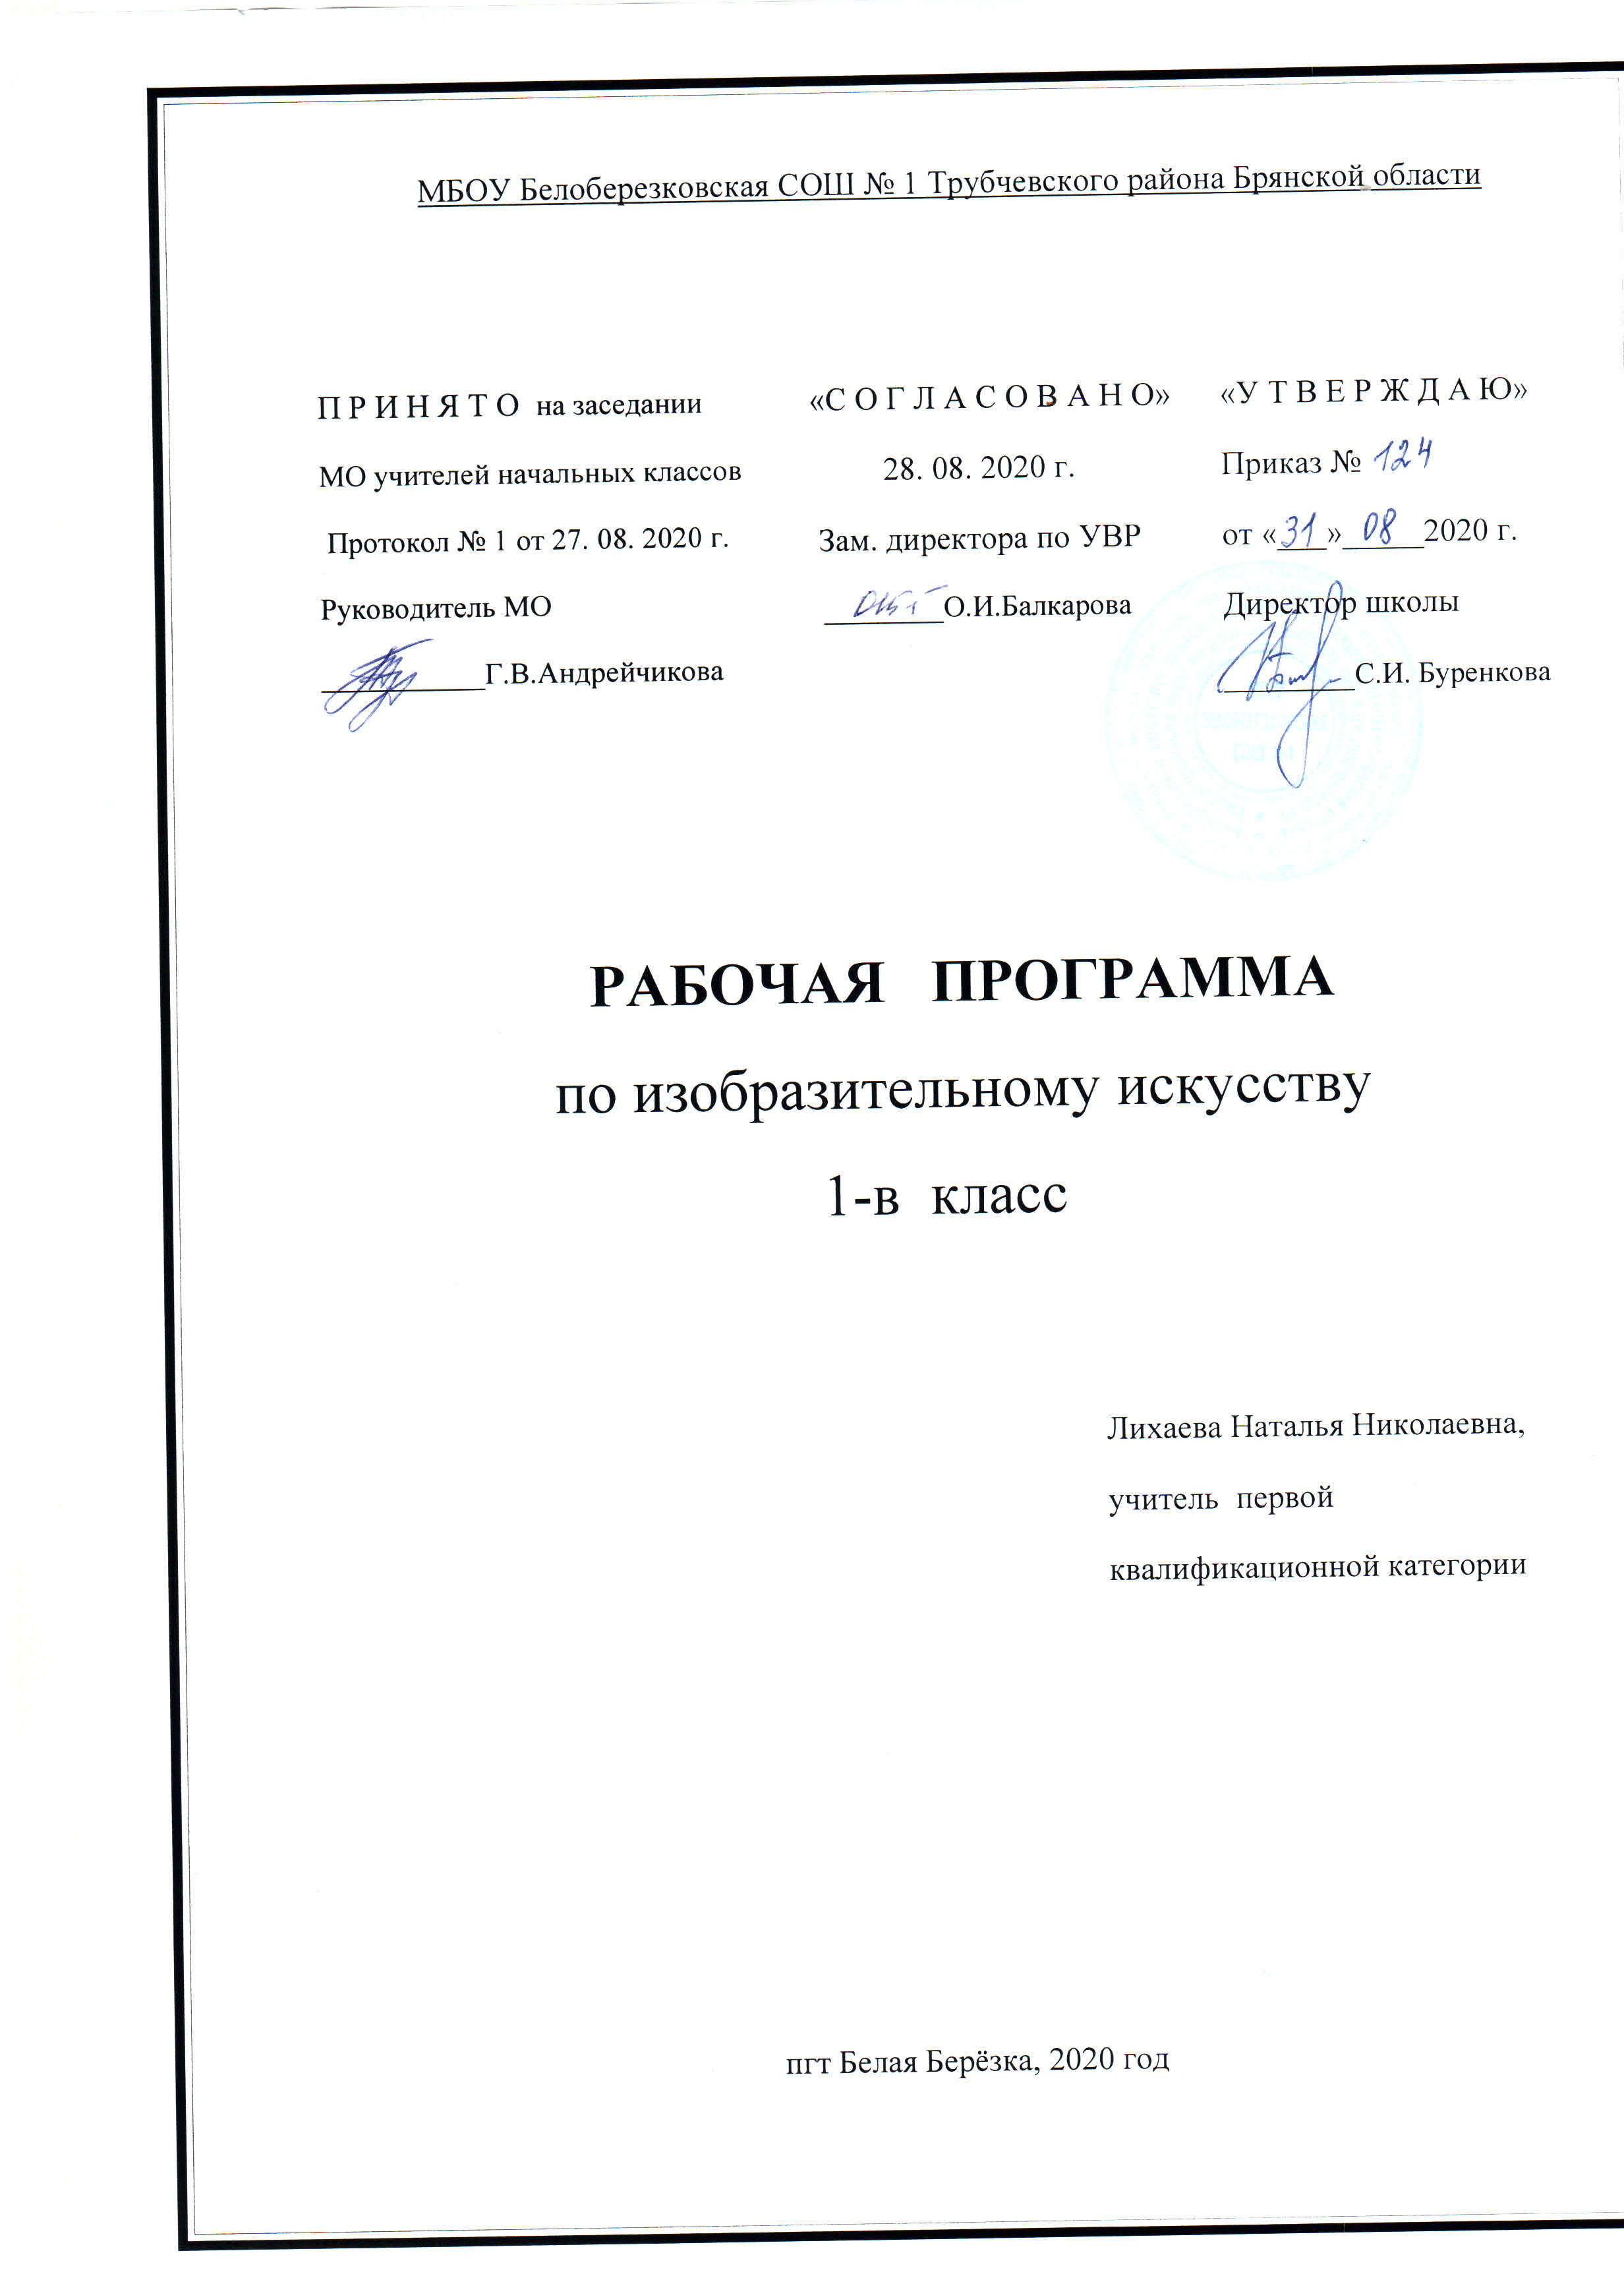 МБОУ Белоберезковская СОШ № 1 Трубчевского района Брянской области
П Р И Н Я Т О на заседании
МО учителей начальных классов
Протокол № 1 от 27. 08. 2020 г.
Руководитель МО
____________Г.В.Андрейчикова
«С О Г Л А С О В А Н О»
28. 08. 2020 г.
Зам. директора по УВР
_________О.И.Балкарова
«У Т В Е Р Ж Д А Ю»
Приказ № 124
от «31» 08 2020 г.
Директор школы
__________С.И. Буренкова
РАБОЧАЯ ПРОГРАММА
по изобразительному искусству
1-в класс
Лихаева Наталья Николаевна,
учитель первой
квалификационной категории
пгт Белая Берёзка, 2020 год